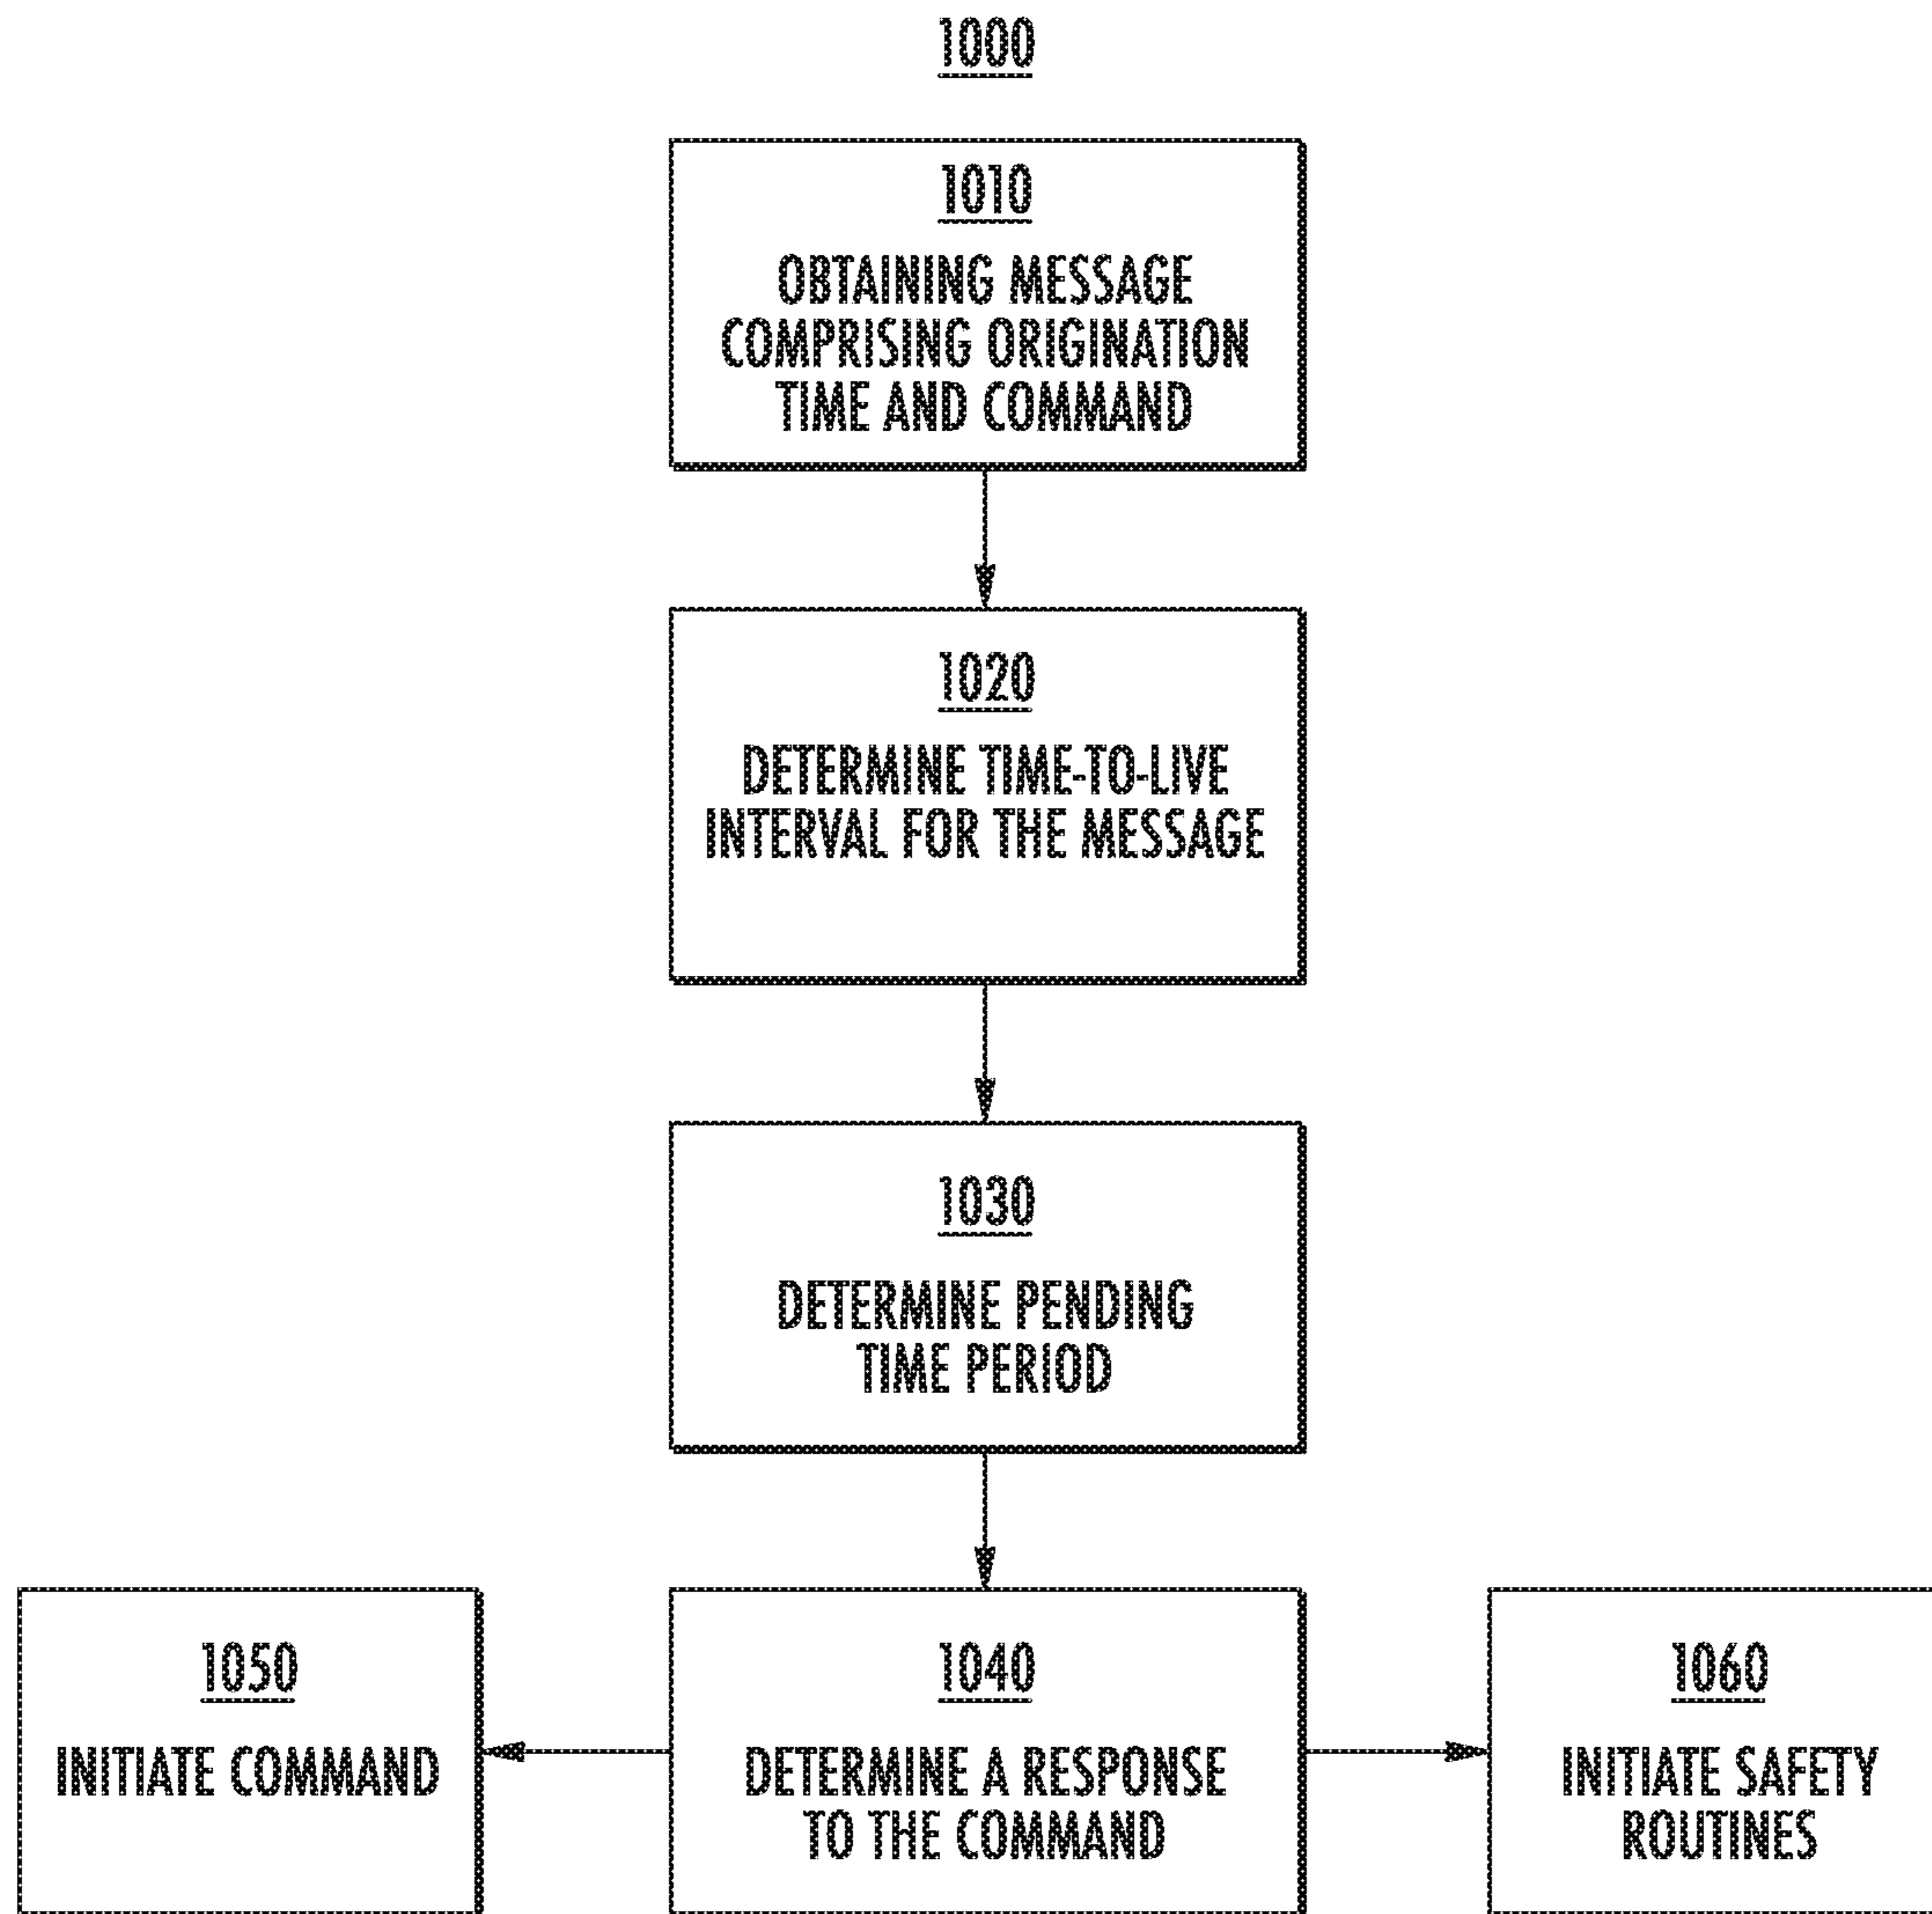 1000
1010
OBTAINING MESSAGE
COMPRISING ORIGINATION
TIME AND COMMAND
1020
DETERMINE TIME-TO-LIVE
INTERVAL FOR THE MESSAGE
1030
DETERMINE PENDING
TIME PERIOD
1050
INITIATE COMMAND
1040
DETERMINE A RESPONSE
TO THE COMMAND
1060
INITIATE SAFETY
ROUTINES